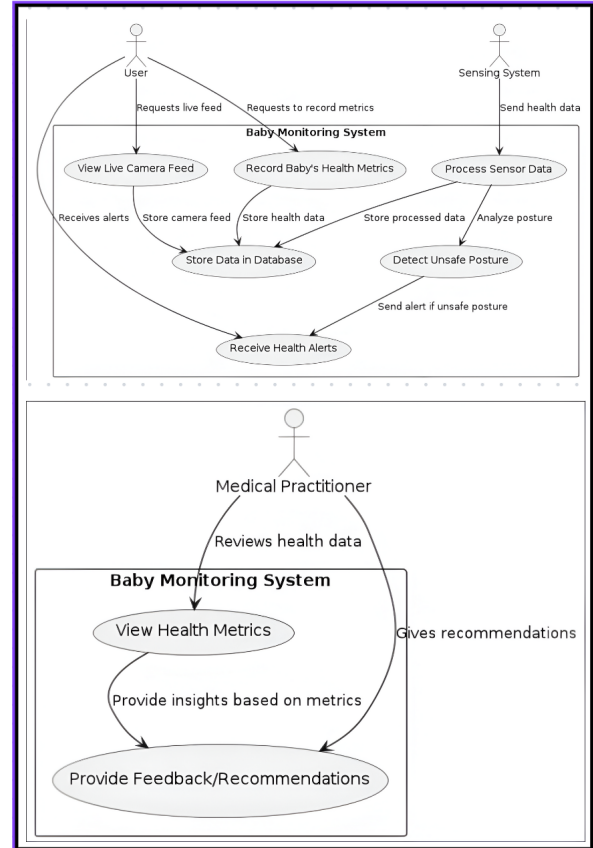 User
Sensing System
Requests live feed
Requests to record metrics
Send health data
Baby Monitoring System
View Live Camera Feed
Record Baby's Health Metrics
Process Sensor Data
Receives alerts
Store camera feed
Store health data
Store processed data
Analyze posture
Store Data in Database
Detect Unsafe Posture
Send alert if unsafe posture
Receive Health Alerts
Medical Practitioner
Reviews health data
Baby Monitoring System
View Health Metrics
Gives recommendations
Provide insights based on metrics
Provide Feedback/Recommendations